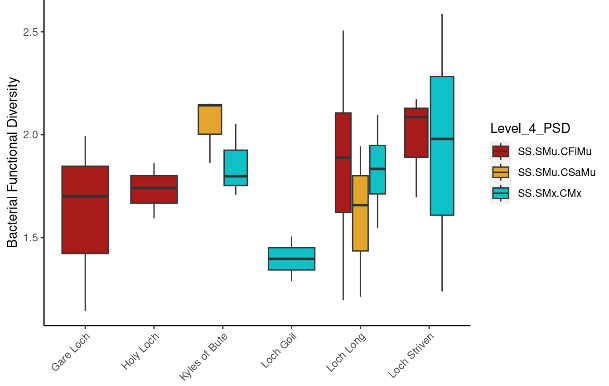 Bacterial Functional Diversity
2.5
2.0
1.5
Gare Loch
Holy Loch
Kyles of Bute
Loch Goil
Loch Long
Loch Striven
Level_4_PSD
SS.SMu.CFiMu
SS.SMu.CSaMu
SS.SMx.CMx